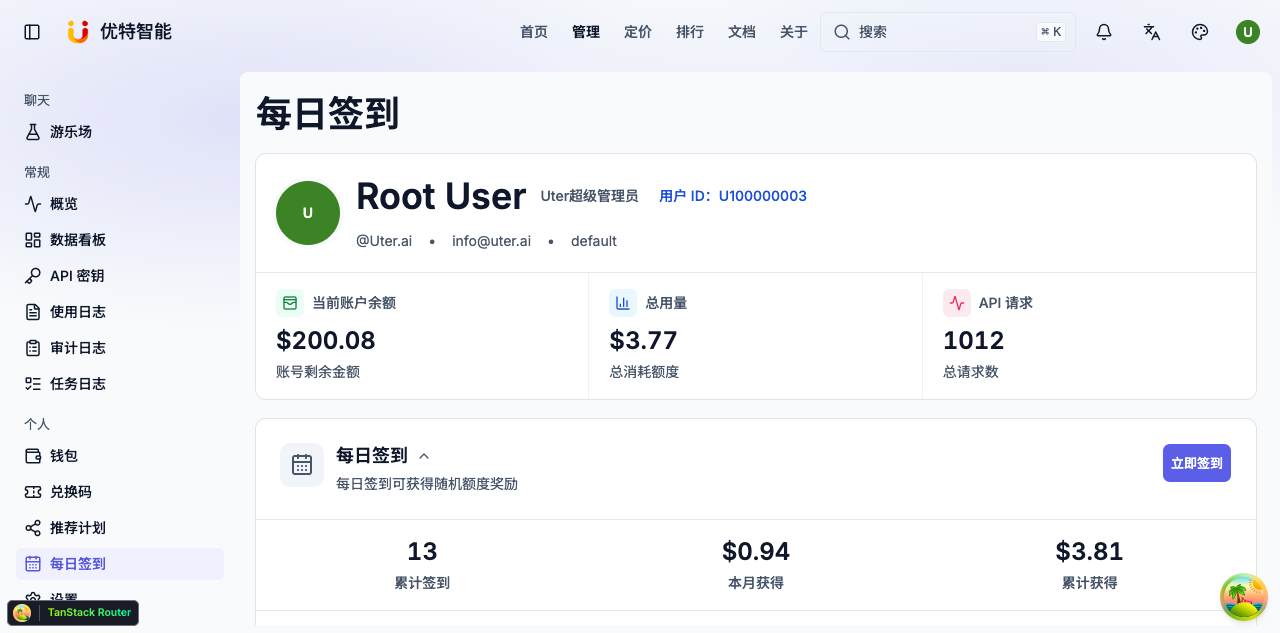 优特智能
首页 管理 定价 排行 文档 关于 搜索 ⌘ K U
聊天
游乐场
常规
概览
数据看板
API 密钥
使用日志
审计日志
任务日志
个人
钱包
兑换码
推荐计划
每日签到
设置
TanStack Router
每日签到
U
Root User Uter超级管理员 用户 ID：U100000003
@Uter.ai • info@uter.ai • default
当前账户余额
$200.08
账号剩余金额
总用量
$3.77
总消耗额度
API 请求
1012
总请求数
每日签到
每日签到可获得随机额度奖励
立即签到
13
累计签到
$0.94
本月获得
$3.81
累计获得